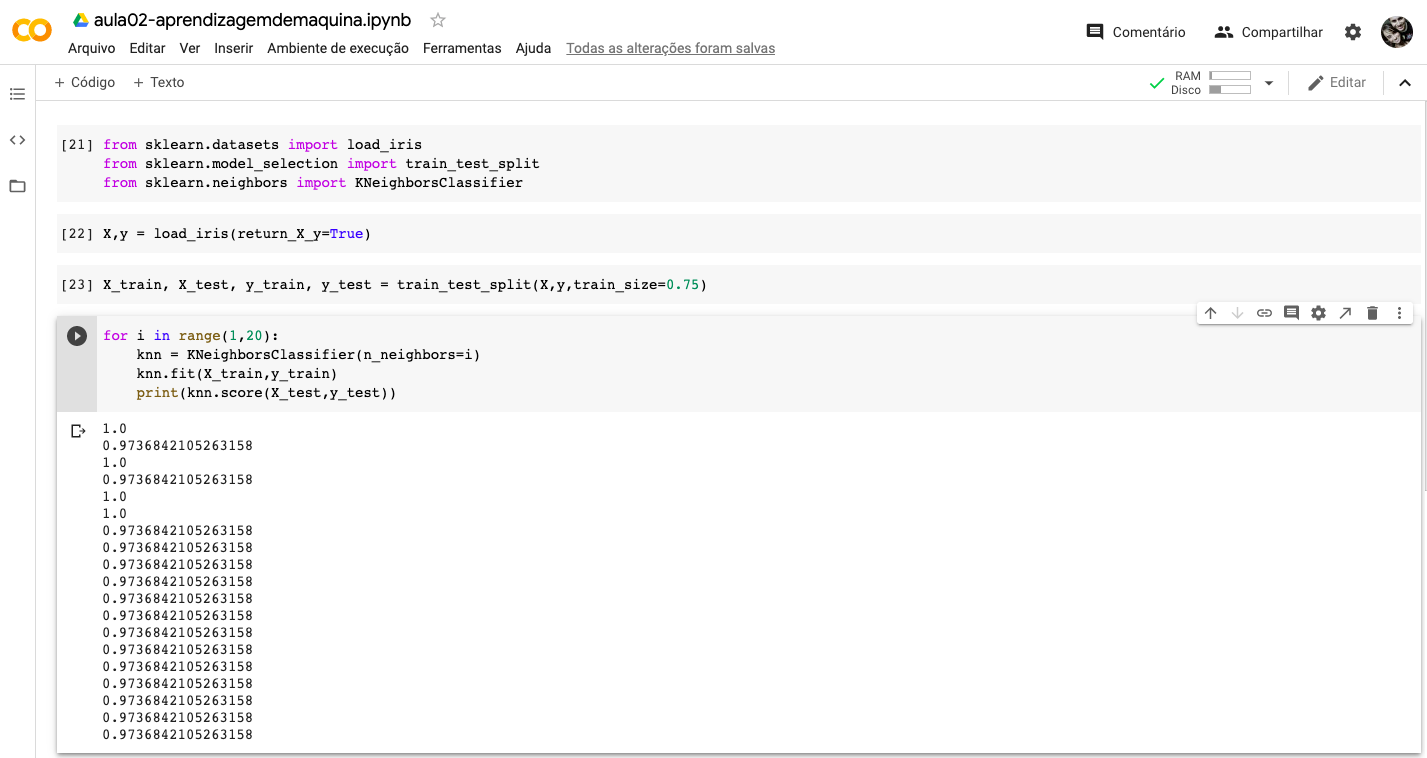 aula02-aprendizagemdemaquina.ipynb
Arquivo Editar Ver Inserir Ambiente de execução Ferramentas Ajuda Todas as alterações foram salvas
Comentário Compartilhar
+ Código + Texto
RAM
Disco
Editar
[21] from sklearn.datasets import load_iris
from sklearn.model_selection import train_test_split
from sklearn.neighbors import KNeighborsClassifier
[22] X,y = load_iris(return_X_y=True)
[23] X_train, X_test, y_train, y_test = train_test_split(X,y,train_size=0.75)
for i in range(1,20):
    knn = KNeighborsClassifier(n_neighbors=i)
    knn.fit(X_train,y_train)
    print(knn.score(X_test,y_test))
1.0
0.9736842105263158
1.0
0.9736842105263158
1.0
1.0
0.9736842105263158
0.9736842105263158
0.9736842105263158
0.9736842105263158
0.9736842105263158
0.9736842105263158
0.9736842105263158
0.9736842105263158
0.9736842105263158
0.9736842105263158
0.9736842105263158
0.9736842105263158
0.9736842105263158